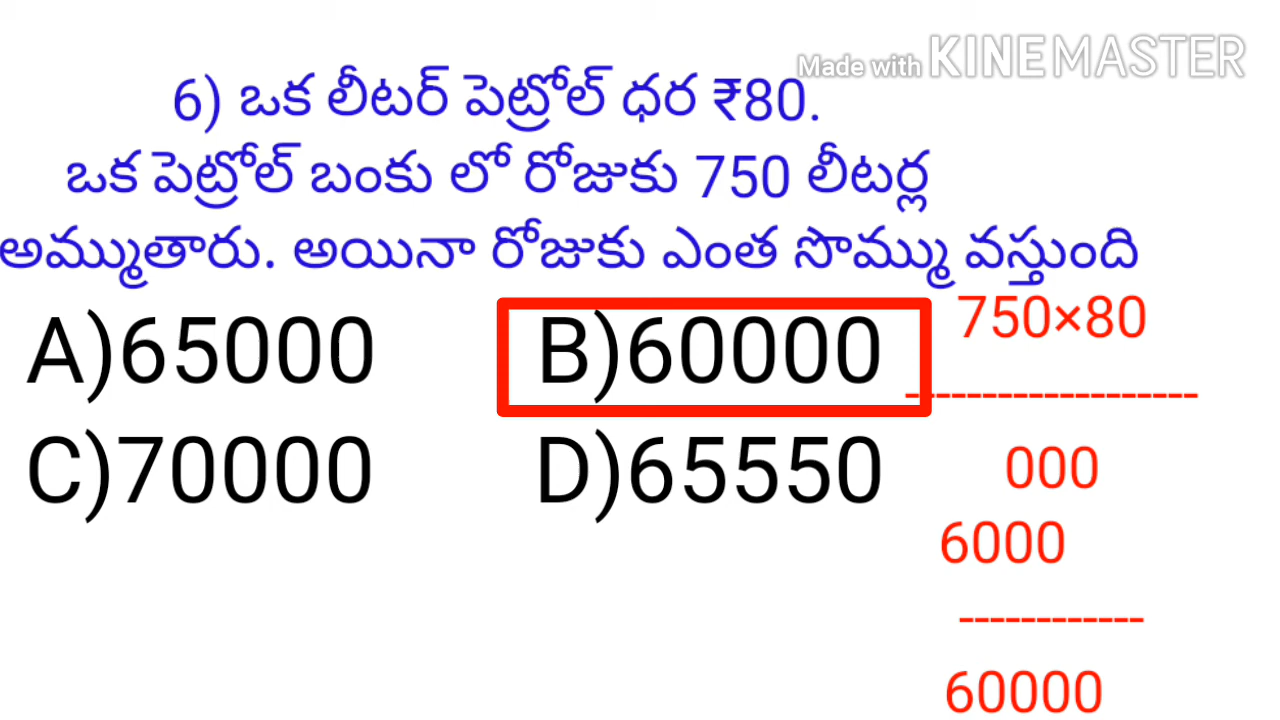 Made with KINEMASTER
6) ఒక లీటర్ పెట్రోల్ ధర ₹80.
ఒక పెట్రోల్ బంకు లో రోజుకు 750 లీటర్ల
అమ్ముతారు. అయినా రోజుకు ఎంత సొమ్ము వస్తుంది
A)65000 B)60000 750×80
-------------------
C)70000 D)65550 000
6000
------------
60000